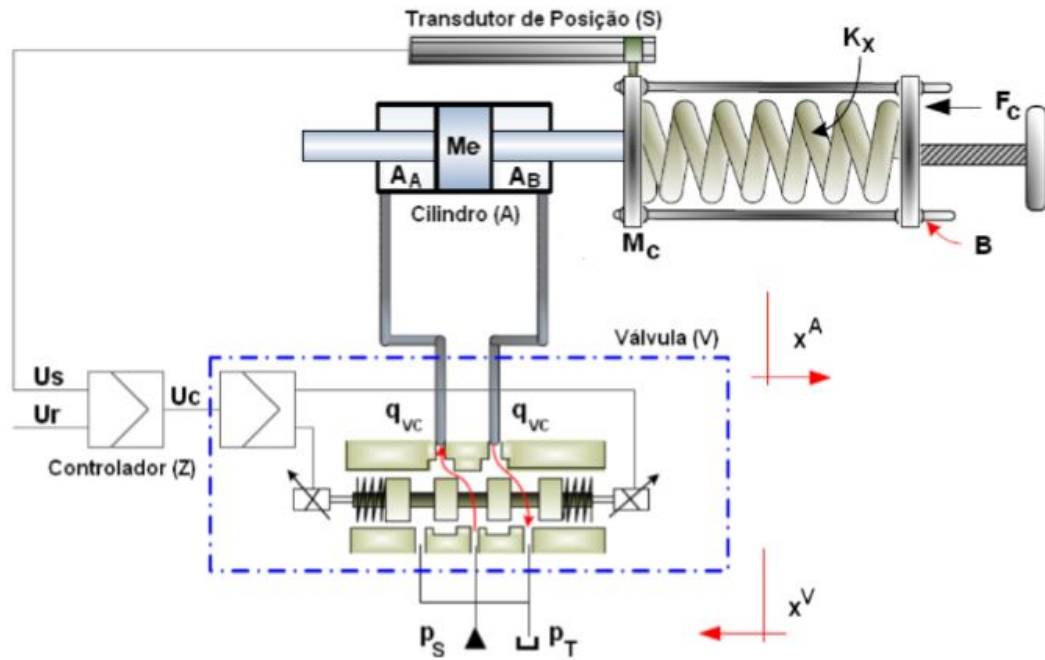 Transdutor de Posição (S)
Kx
Fc
Me
AA
AB
Cilindro (A)
Mc
B
Válvula (V)
xA
Us
Ur
Uc
qvc
qvc
Controlador (Z)
xV
pS
pT